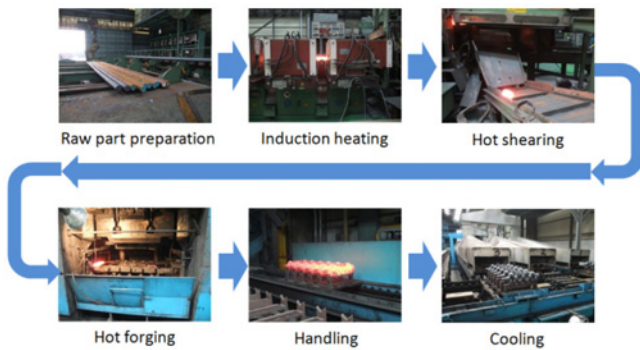 Raw part preparation
Induction heating
Hot shearing
Hot forging
Handling
Cooling